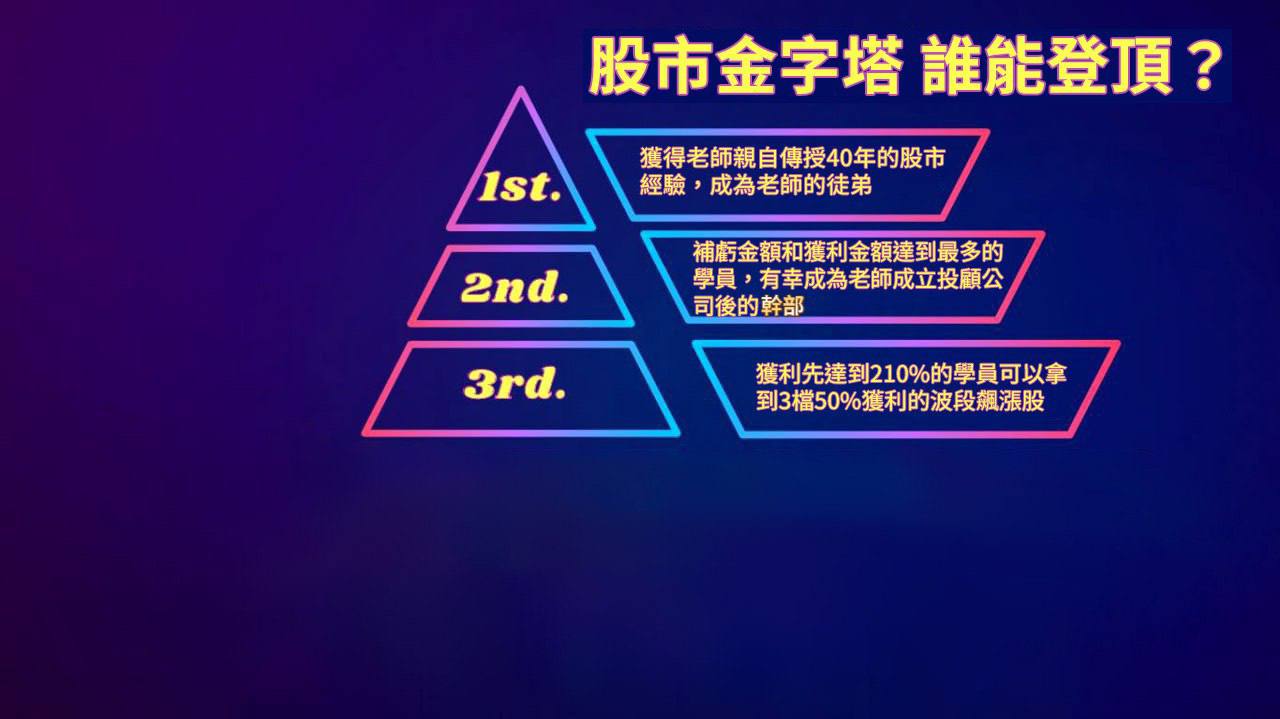 股市金字塔 誰能登頂？
1st.
獲得老師親自傳授40年的股市
經驗，成為老師的徒弟
2nd.
補虧金額和獲利金額達到最多的
學員，有幸成為老師成立投顧公
司後的幹部
3rd.
獲利先達到210%的學員可以拿
到3檔50%獲利的波段飆漲股